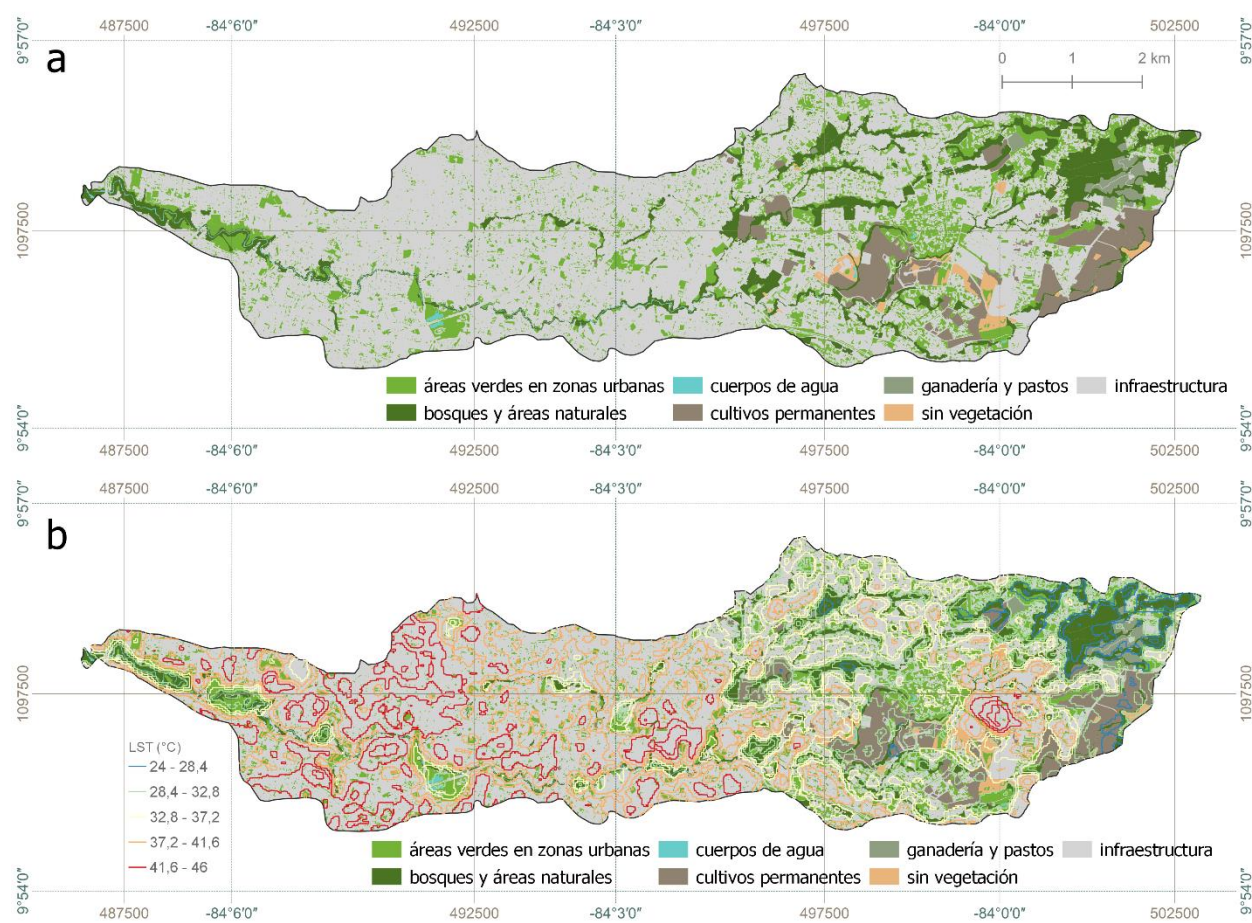 487500 -84°6'0" 492500 -84°3'0" 497500 -84°0'0" 502500
9°57'0" 9°57'0"
a
0 1 2 km
1097500 1097500
áreas verdes en zonas urbanas cuerpos de agua ganadería y pastos infraestructura
bosques y áreas naturales cultivos permanentes sin vegetación
9°54'0" 9°54'0"
487500 -84°6'0" 492500 -84°3'0" 497500 -84°0'0" 502500
487500 -84°6'0" 492500 -84°3'0" 497500 -84°0'0" 502500
9°57'0" 9°57'0"
b
1097500 1097500
LST (°C)
24 - 28,4
28,4 - 32,8
32,8 - 37,2
37,2 - 41,6
41,6 - 46
áreas verdes en zonas urbanas cuerpos de agua ganadería y pastos infraestructura
bosques y áreas naturales cultivos permanentes sin vegetación
9°54'0" 9°54'0"
487500 -84°6'0" 492500 -84°3'0" 497500 -84°0'0" 502500